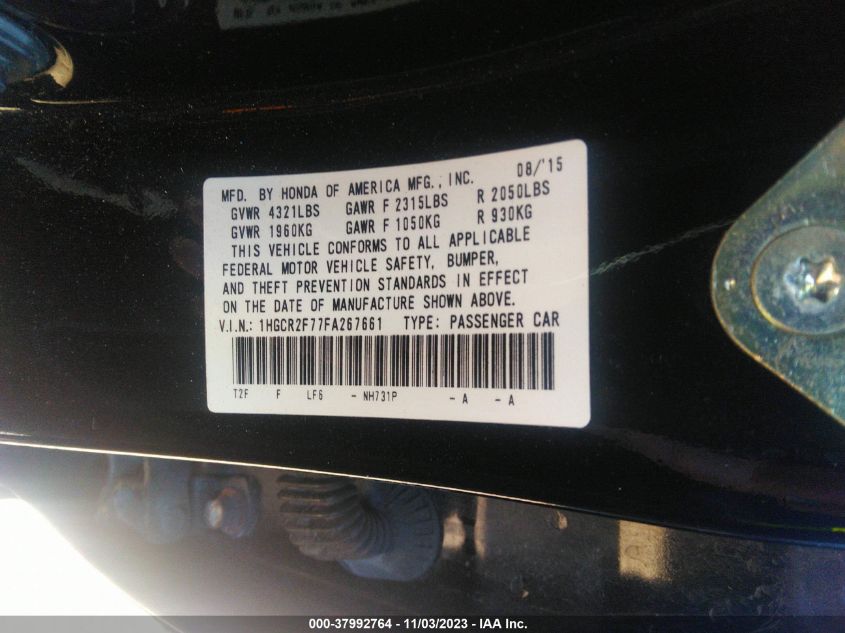 MFD. BY HONDA OF AMERICA MFG., INC. 08/'15
GVWR 4321LBS GAWR F 2315LBS R 2050LBS
GVWR 1960KG GAWR F 1050KG R 930KG
THIS VEHICLE CONFORMS TO ALL APPLICABLE
FEDERAL MOTOR VEHICLE SAFETY, BUMPER,
AND THEFT PREVENTION STANDARDS IN EFFECT
ON THE DATE OF MANUFACTURE SHOWN ABOVE.
V.I.N.: 1HGCR2F77FA267661 TYPE: PASSENGER CAR
T2F F LF6 - NH731P - A - A
000-37992764 - 11/03/2023 - IAA Inc.